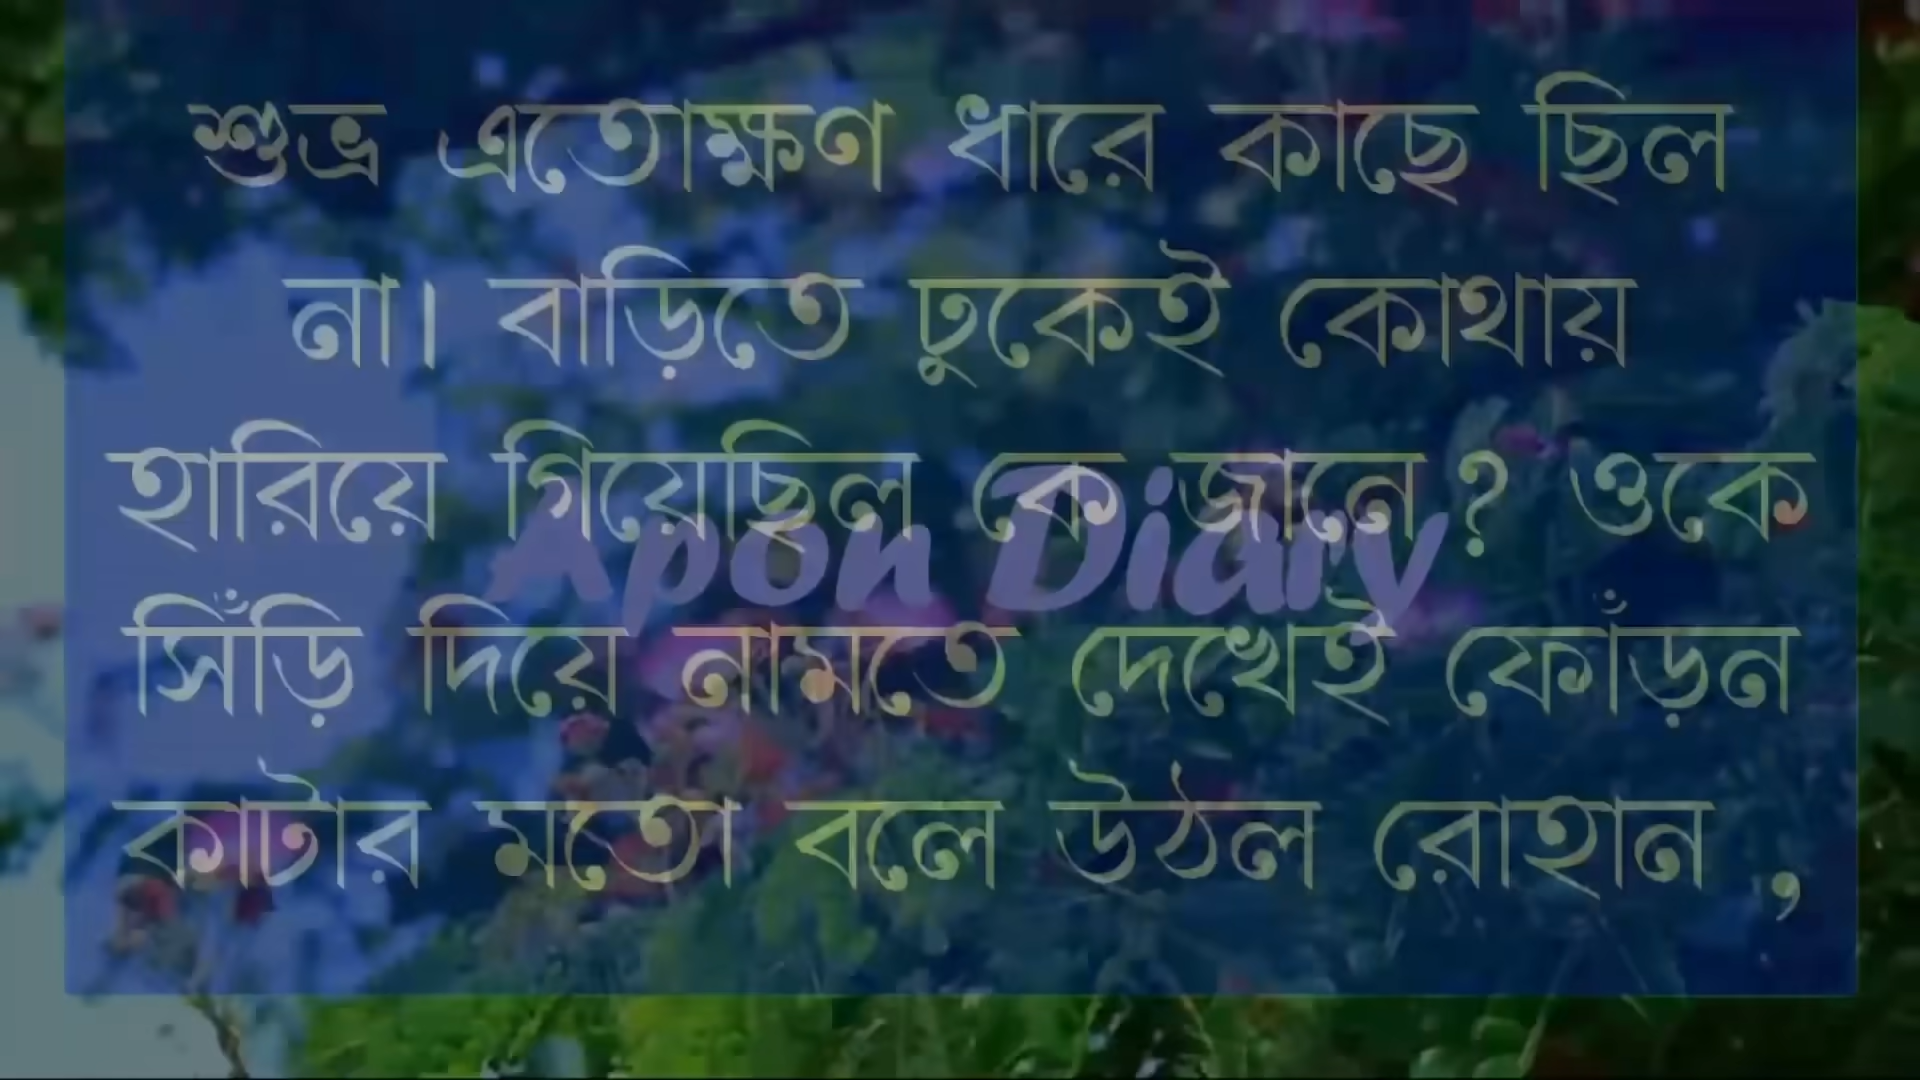 শুভ্র এতোক্ষণ ধারে কাছে ছিল
না। বাড়িতে ঢুকেই কোথায়
হারিয়ে গিয়েছিল কে জানে? ওকে
Apon Diary
সিঁড়ি দিয়ে নামতে দেখেই ফোঁড়ন
কাটার মতো বলে উঠল রোহান ,